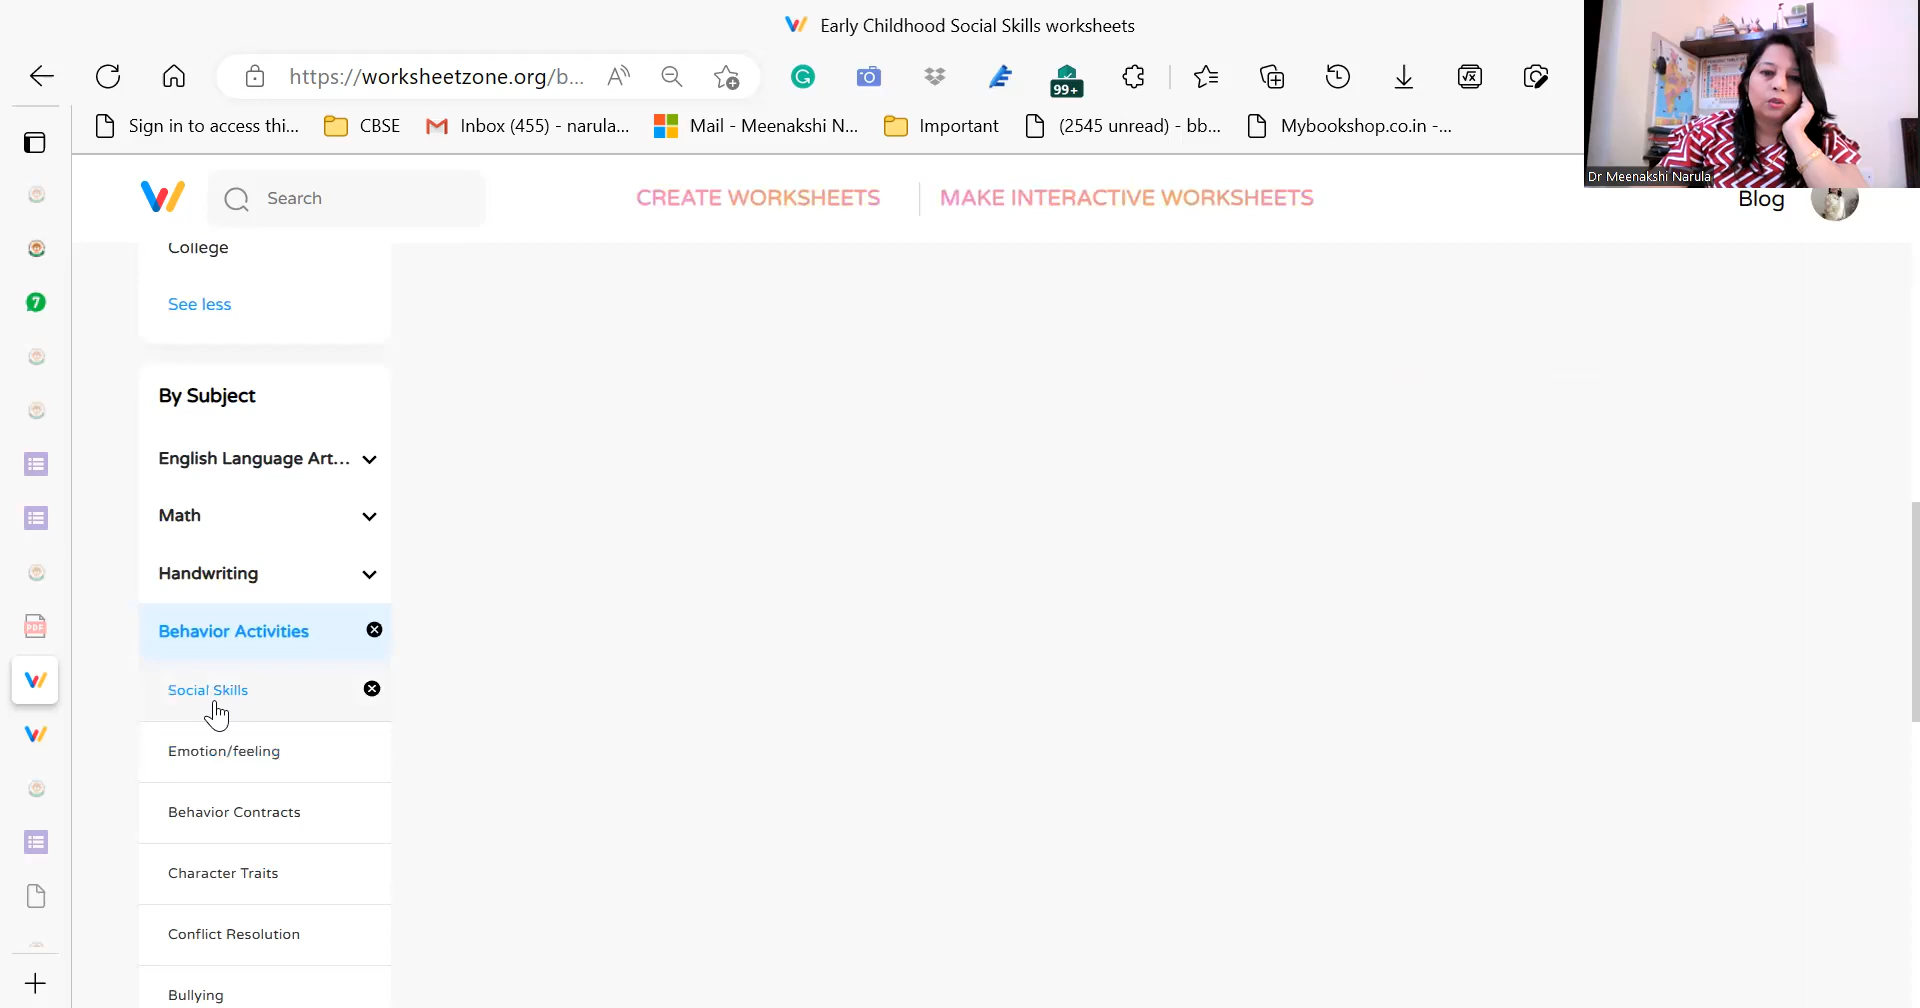 Early Childhood Social Skills worksheets
https://worksheetzone.org/b...
99+
Sign in to access thi...
CBSE
Inbox (455) - narula...
Mail - Meenakshi N...
Important
(2545 unread) - bb...
Mybookshop.co.in -...
Dr Meenakshi Narula
Search
CREATE WORKSHEETS
MAKE INTERACTIVE WORKSHEETS
Blog
College
See less
7
By Subject
English Language Art...
Math
Handwriting
Behavior Activities
PDF
Social Skills
Emotion/feeling
Behavior Contracts
Character Traits
Conflict Resolution
Bullying